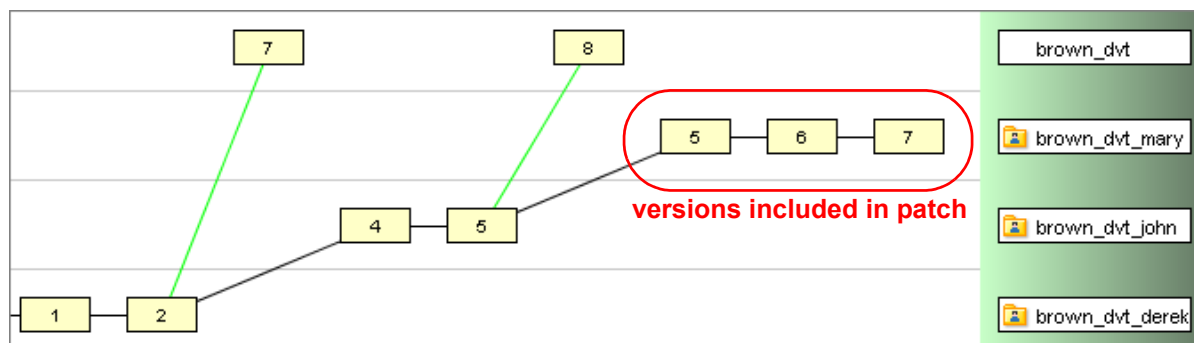 7 8 brown_dvt
5 6 7 brown_dvt_mary
versions included in patch
4 5 brown_dvt_john
1 2 brown_dvt_derek